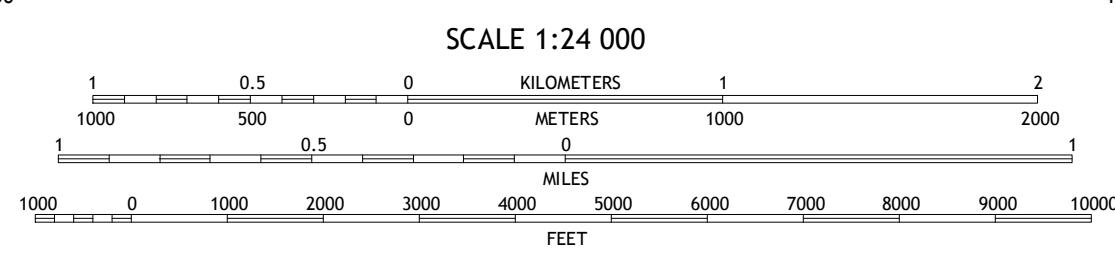 SCALE 1:24 000
1 0.5 0 KILOMETERS 1 2
1000 500 0 METERS 1000 2000
1 0.5 0 1
MILES
1000 0 1000 2000 3000 4000 5000 6000 7000 8000 9000 10000
FEET